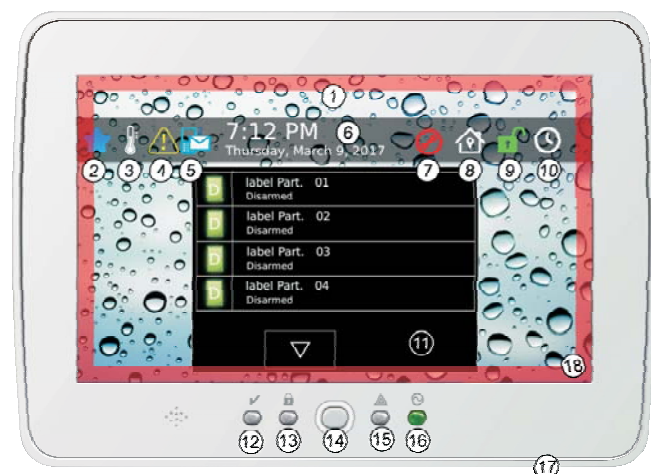 1
7:12 PM
6
Thursday, March 9, 2017
2
3
4
5
7
8
9
10
D label Part. 01
Disarmed
D label Part. 02
Disarmed
D label Part. 03
Disarmed
D label Part. 04
Disarmed
11
18
12
13
14
15
16
17